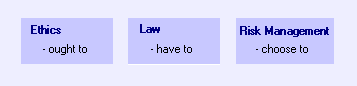 Ethics
- ought to
Law
- have to
Risk Management
- choose to